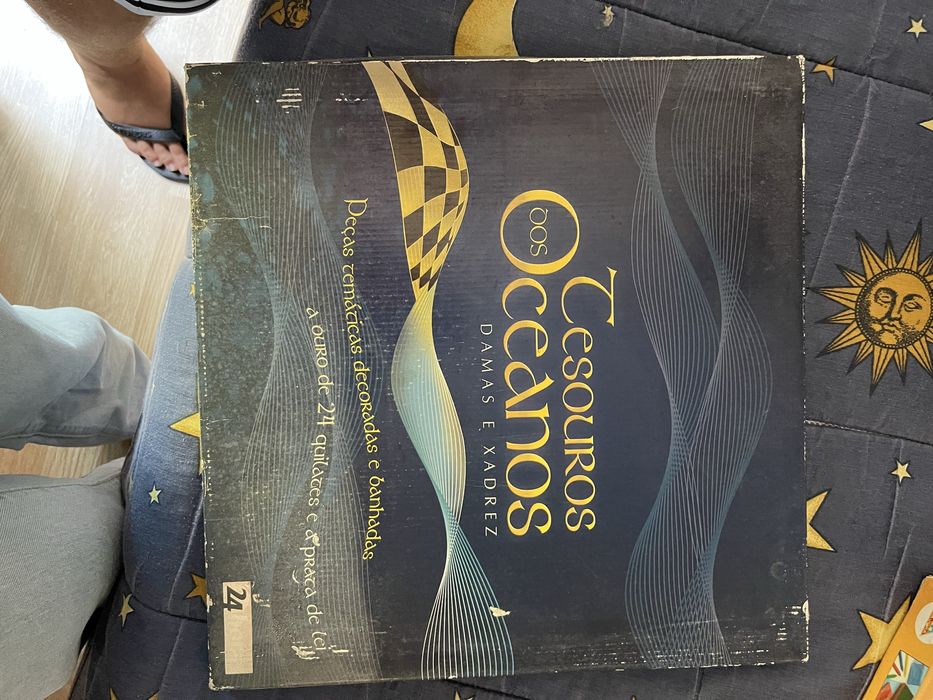 Tesouros
dos
Oceanos
DAMAS E XADREZ
Peças temáticas decoradas e banhadas
a ouro de 24 quilates e a prata de lei
24